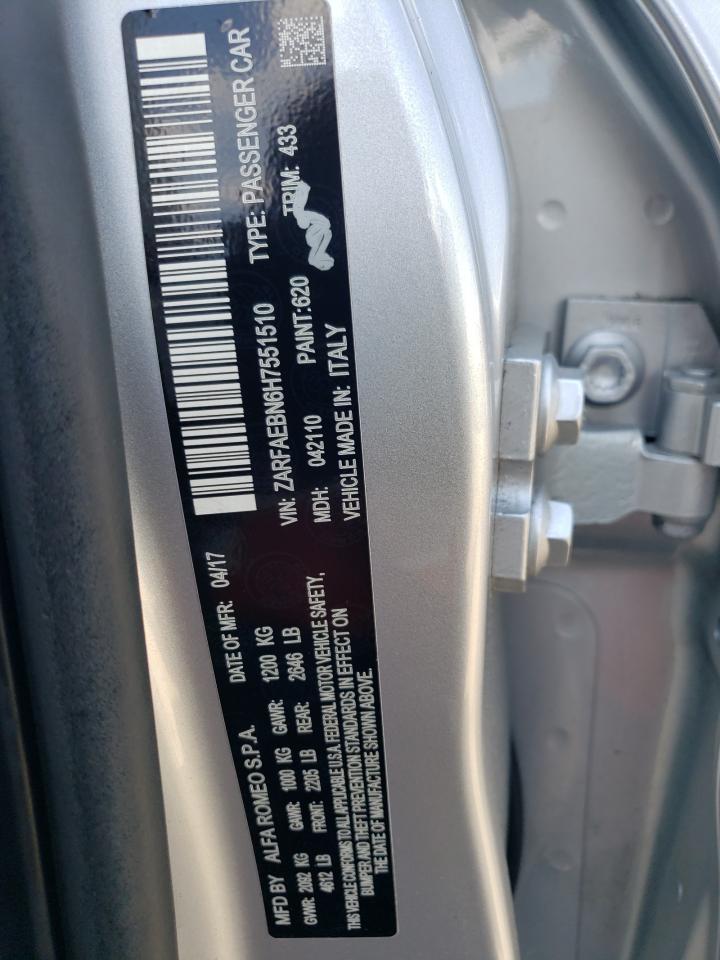 MFD BY ALFA ROMEO S.P.A. DATE OF MFR: 04/17
GVWR: 2092 KG GAWR: 1000 KG GAWR: 1200 KG
4612 LB FRONT: 2205 LB REAR: 2646 LB
THIS VEHICLE CONFORMS TO ALL APPLICABLE U.S.A. FEDERAL MOTOR VEHICLE SAFETY,
BUMPER AND THEFT PREVENTION STANDARDS IN EFFECT ON
THE DATE OF MANUFACTURE SHOWN ABOVE.
VIN: ZARFAEBN6H7551510 TYPE: PASSENGER CAR
MDH: 042110 PAINT:620 TRIM: 433
VEHICLE MADE IN: ITALY